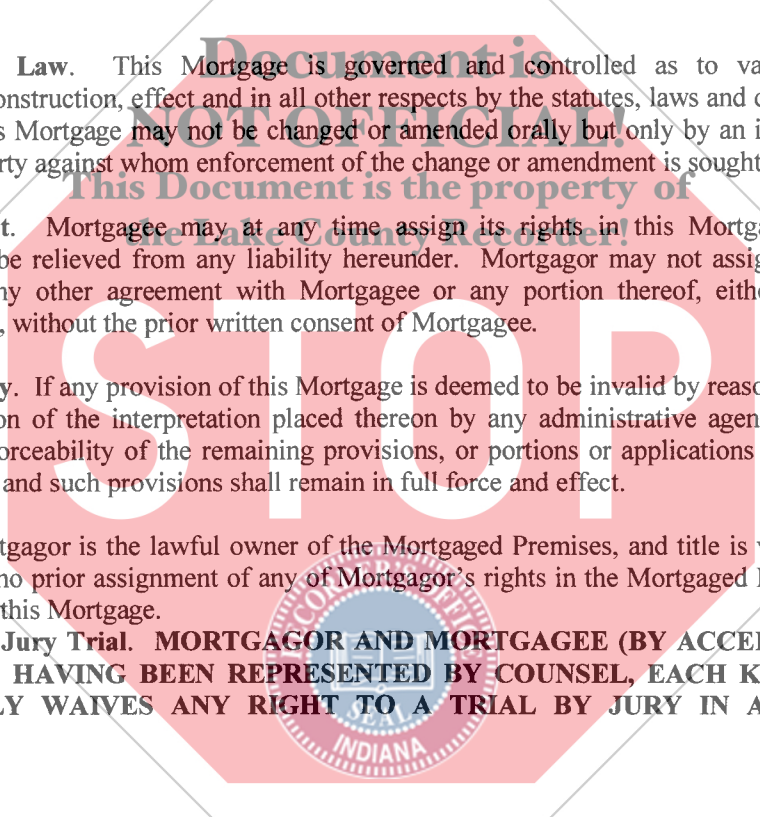 Document is
Law. This Mortgage is governed and controlled as to va
onstruction, effect and in all other respects by the statutes, laws and
NOT OFFICIAL!
s Mortgage may not be changed or amended orally but only by an i
rty against whom enforcement of the change or amendment is sought
This Document is the property of
t. Mortgagee may at any time assign its rights in this Mortga
the Lake County Recorder!
be relieved from any liability hereunder. Mortgagor may not assig
ny other agreement with Mortgagee or any portion thereof, eithe
, without the prior written consent of Mortgagee.
STOP
y. If any provision of this Mortgage is deemed to be invalid by reaso
on of the interpretation placed thereon by any administrative agen
orceability of the remaining provisions, or portions or applications
and such provisions shall remain in full force and effect.
tgagor is the lawful owner of the Mortgaged Premises, and title is v
no prior assignment of any of Mortgagor's rights in the Mortgaged
this Mortgage.
Jury Trial. MORTGAGOR AND MORTGAGEE (BY ACCE
HAVING BEEN REPRESENTED BY COUNSEL, EACH K
LY WAIVES ANY RIGHT TO A TRIAL BY JURY IN A
RECORDER'S OFFICE
SEAL
INDIANA